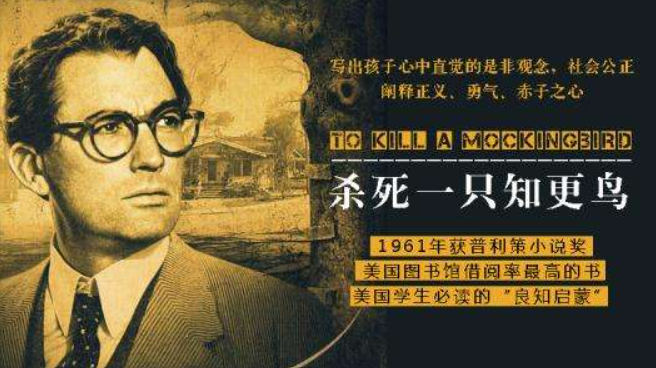 写出孩子心中直觉的是非观念，社会公正
阐释正义、勇气、赤子之心
TO KILL A MOCKINGBIRD
杀死一只知更鸟
1961年获普利策小说奖
美国图书馆借阅率最高的书
美国学生必读的“良知启蒙”